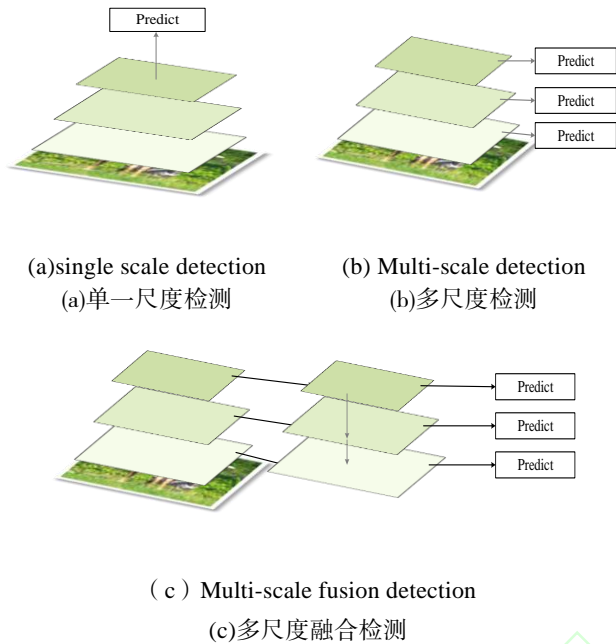 Predict
Predict
Predict
Predict
(a)single scale detection
(b) Multi-scale detection
(a)单一尺度检测
(b)多尺度检测
Predict
Predict
Predict
（c）Multi-scale fusion detection
(c)多尺度融合检测